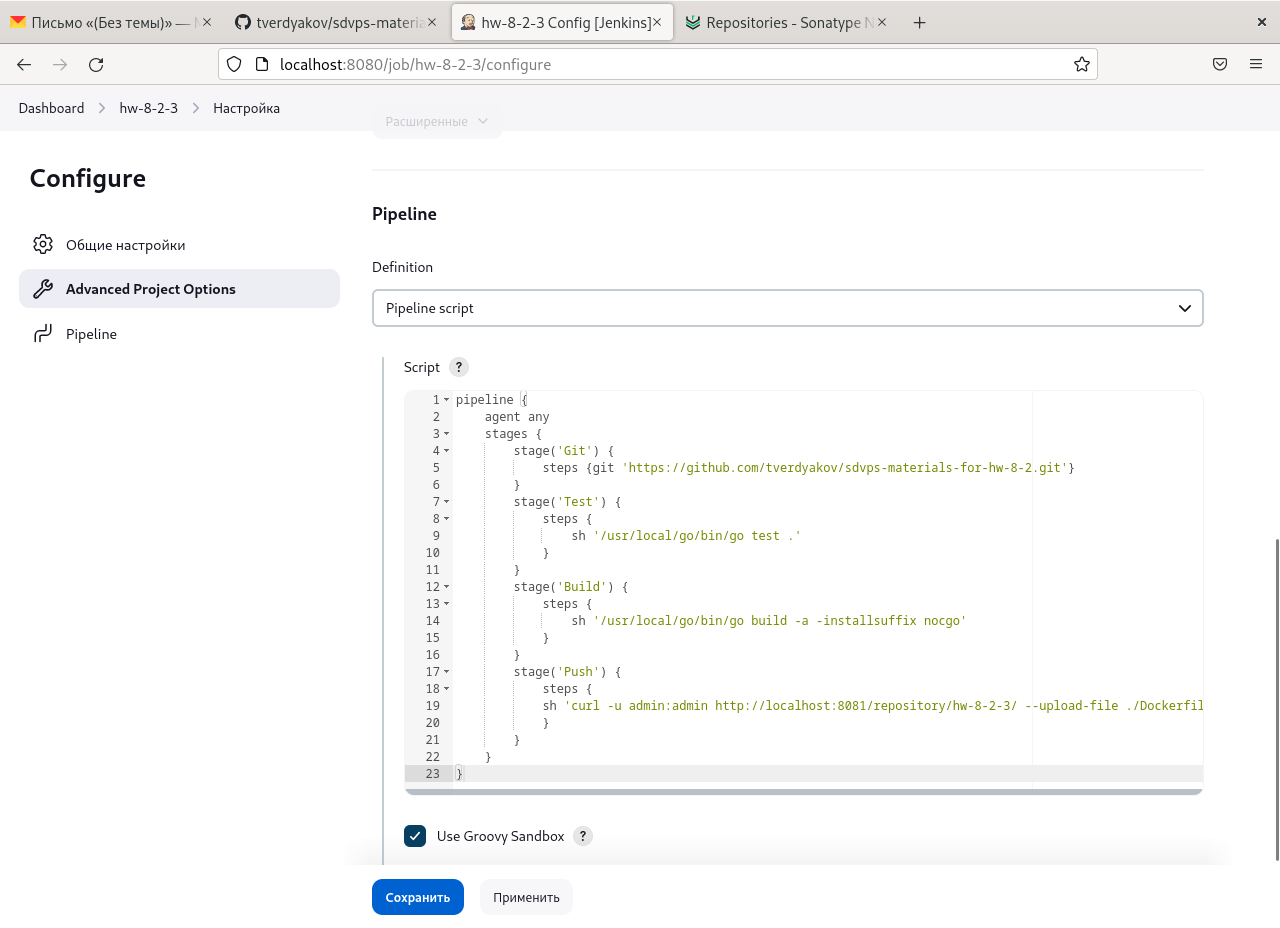 Письмо «(Без темы)» —
tverdyakov/sdvps-materia
hw-8-2-3 Config [Jenkins]
Repositories - Sonatype N
localhost:8080/job/hw-8-2-3/configure
Dashboard
hw-8-2-3
Настройка
Расширенные
Configure
Общие настройки
Advanced Project Options
Pipeline
Pipeline
Definition
Pipeline script
Script ?
1 pipeline {
2     agent any
3     stages {
4         stage('Git') {
5             steps {git 'https://github.com/tverdyakov/sdvps-materials-for-hw-8-2.git'}
6         }
7         stage('Test') {
8             steps {
9                 sh '/usr/local/go/bin/go test .'
10             }
11         }
12         stage('Build') {
13             steps {
14                 sh '/usr/local/go/bin/go build -a -installsuffix nocgo'
15             }
16         }
17         stage('Push') {
18             steps {
19             sh 'curl -u admin:admin http://localhost:8081/repository/hw-8-2-3/ --upload-file ./Dockerfil
20             }
21         }
22     }
23 }
Use Groovy Sandbox ?
Сохранить
Применить